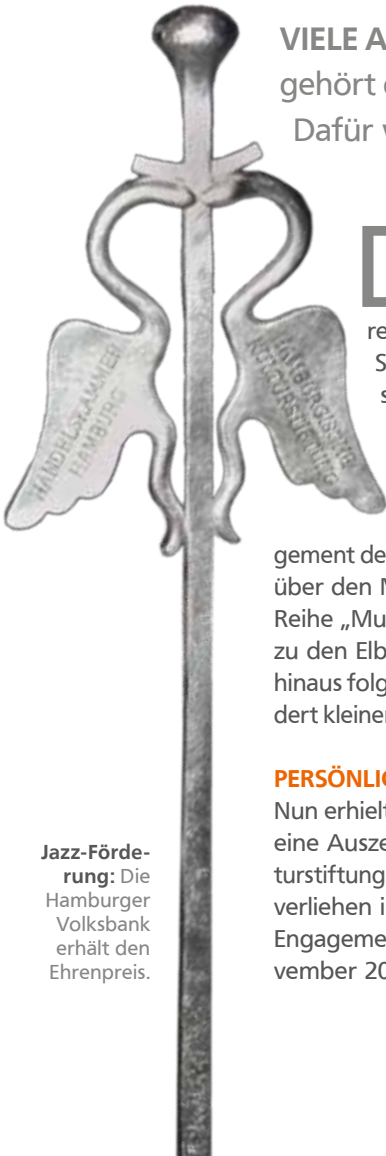 VIELE A
gehört
Dafür
D
re
S
s
HANDELSKAMMER
HAMBURG
HAMBURGISCHE
KULTURSTIFTUNG
gement de
über den M
Reihe „Mu
zu den Elb
hinaus folg
dert kleiner
PERSÖNLIC
Nun erhielt
eine Ausze
turstiftung
verliehen i
Engageme
vember 20
Jazz-Förde-
rung: Die
Hamburger
Volksbank
erhält den
Ehrenpreis.